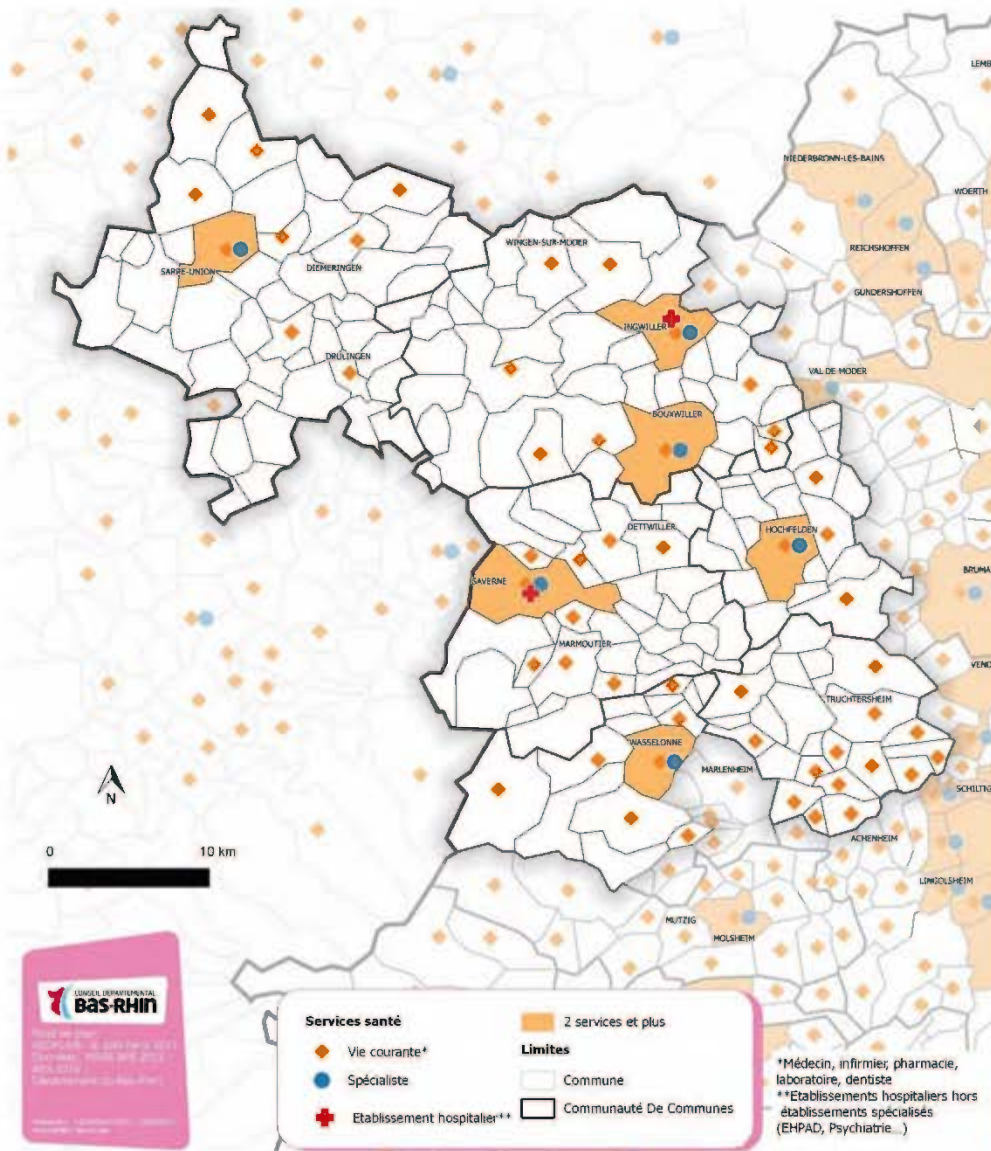 LEMB
NIEDERBRONN-LES-BAINS
WOERTH
WINGEN-SUR-MODER
REICHSHOFFEN
SARRE-UNION
DIEMERINGEN
GUNDERSHOFFEN
INGWILLER
DRULINGEN
VAL DE MODER
BOUXWILLER
DETTWILLER
HOCHFELDEN
BRUMA
SAVERNE
MARMOUTIER
VEND
TRUCHTERSHEIM
WASSELONNE
MARLENHEIM
SCHILTIG
N
ACHENHEIM
0 10 km
LINGOLSHEIM
MUTZIG
MOLSHEIM
CONSEIL DÉPARTEMENTAL
BAS-RHIN
Services santé
Vie courante*
Spécialiste
Etablissement hospitalier**
2 services et plus
Limites
Commune
Communauté De Communes
*Médecin, infirmier, pharmacie,
laboratoire, dentiste
**Etablissements hospitaliers hors
établissements spécialisés
(EHPAD, Psychiatrie...)